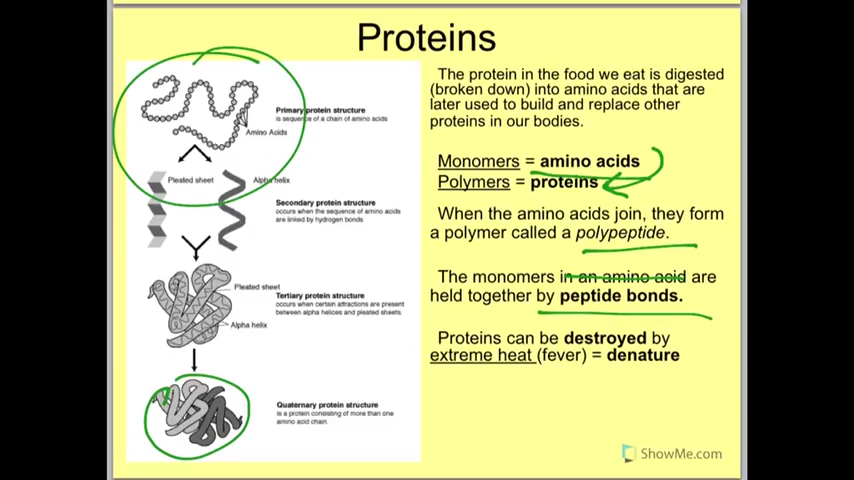 Proteins
Primary protein structure
is sequence of a chain of amino acids
Amino Acids
Pleated sheet
Alpha helix
Secondary protein structure
occurs when the sequence of amino acids
are linked by hydrogen bonds
Pleated sheet
Tertiary protein structure
occurs when certain attractions are present
between alpha helices and pleated sheets.
Alpha helix
Quaternary protein structure
is a protein consisting of more than one
amino acid chain.
The protein in the food we eat is digested
(broken down) into amino acids that are
later used to build and replace other
proteins in our bodies.
Monomers = amino acids
Polymers = proteins
When the amino acids join, they form
a polymer called a polypeptide.
The monomers in an amino acid are
held together by peptide bonds.
Proteins can be destroyed by
extreme heat (fever) = denature
ShowMe.com